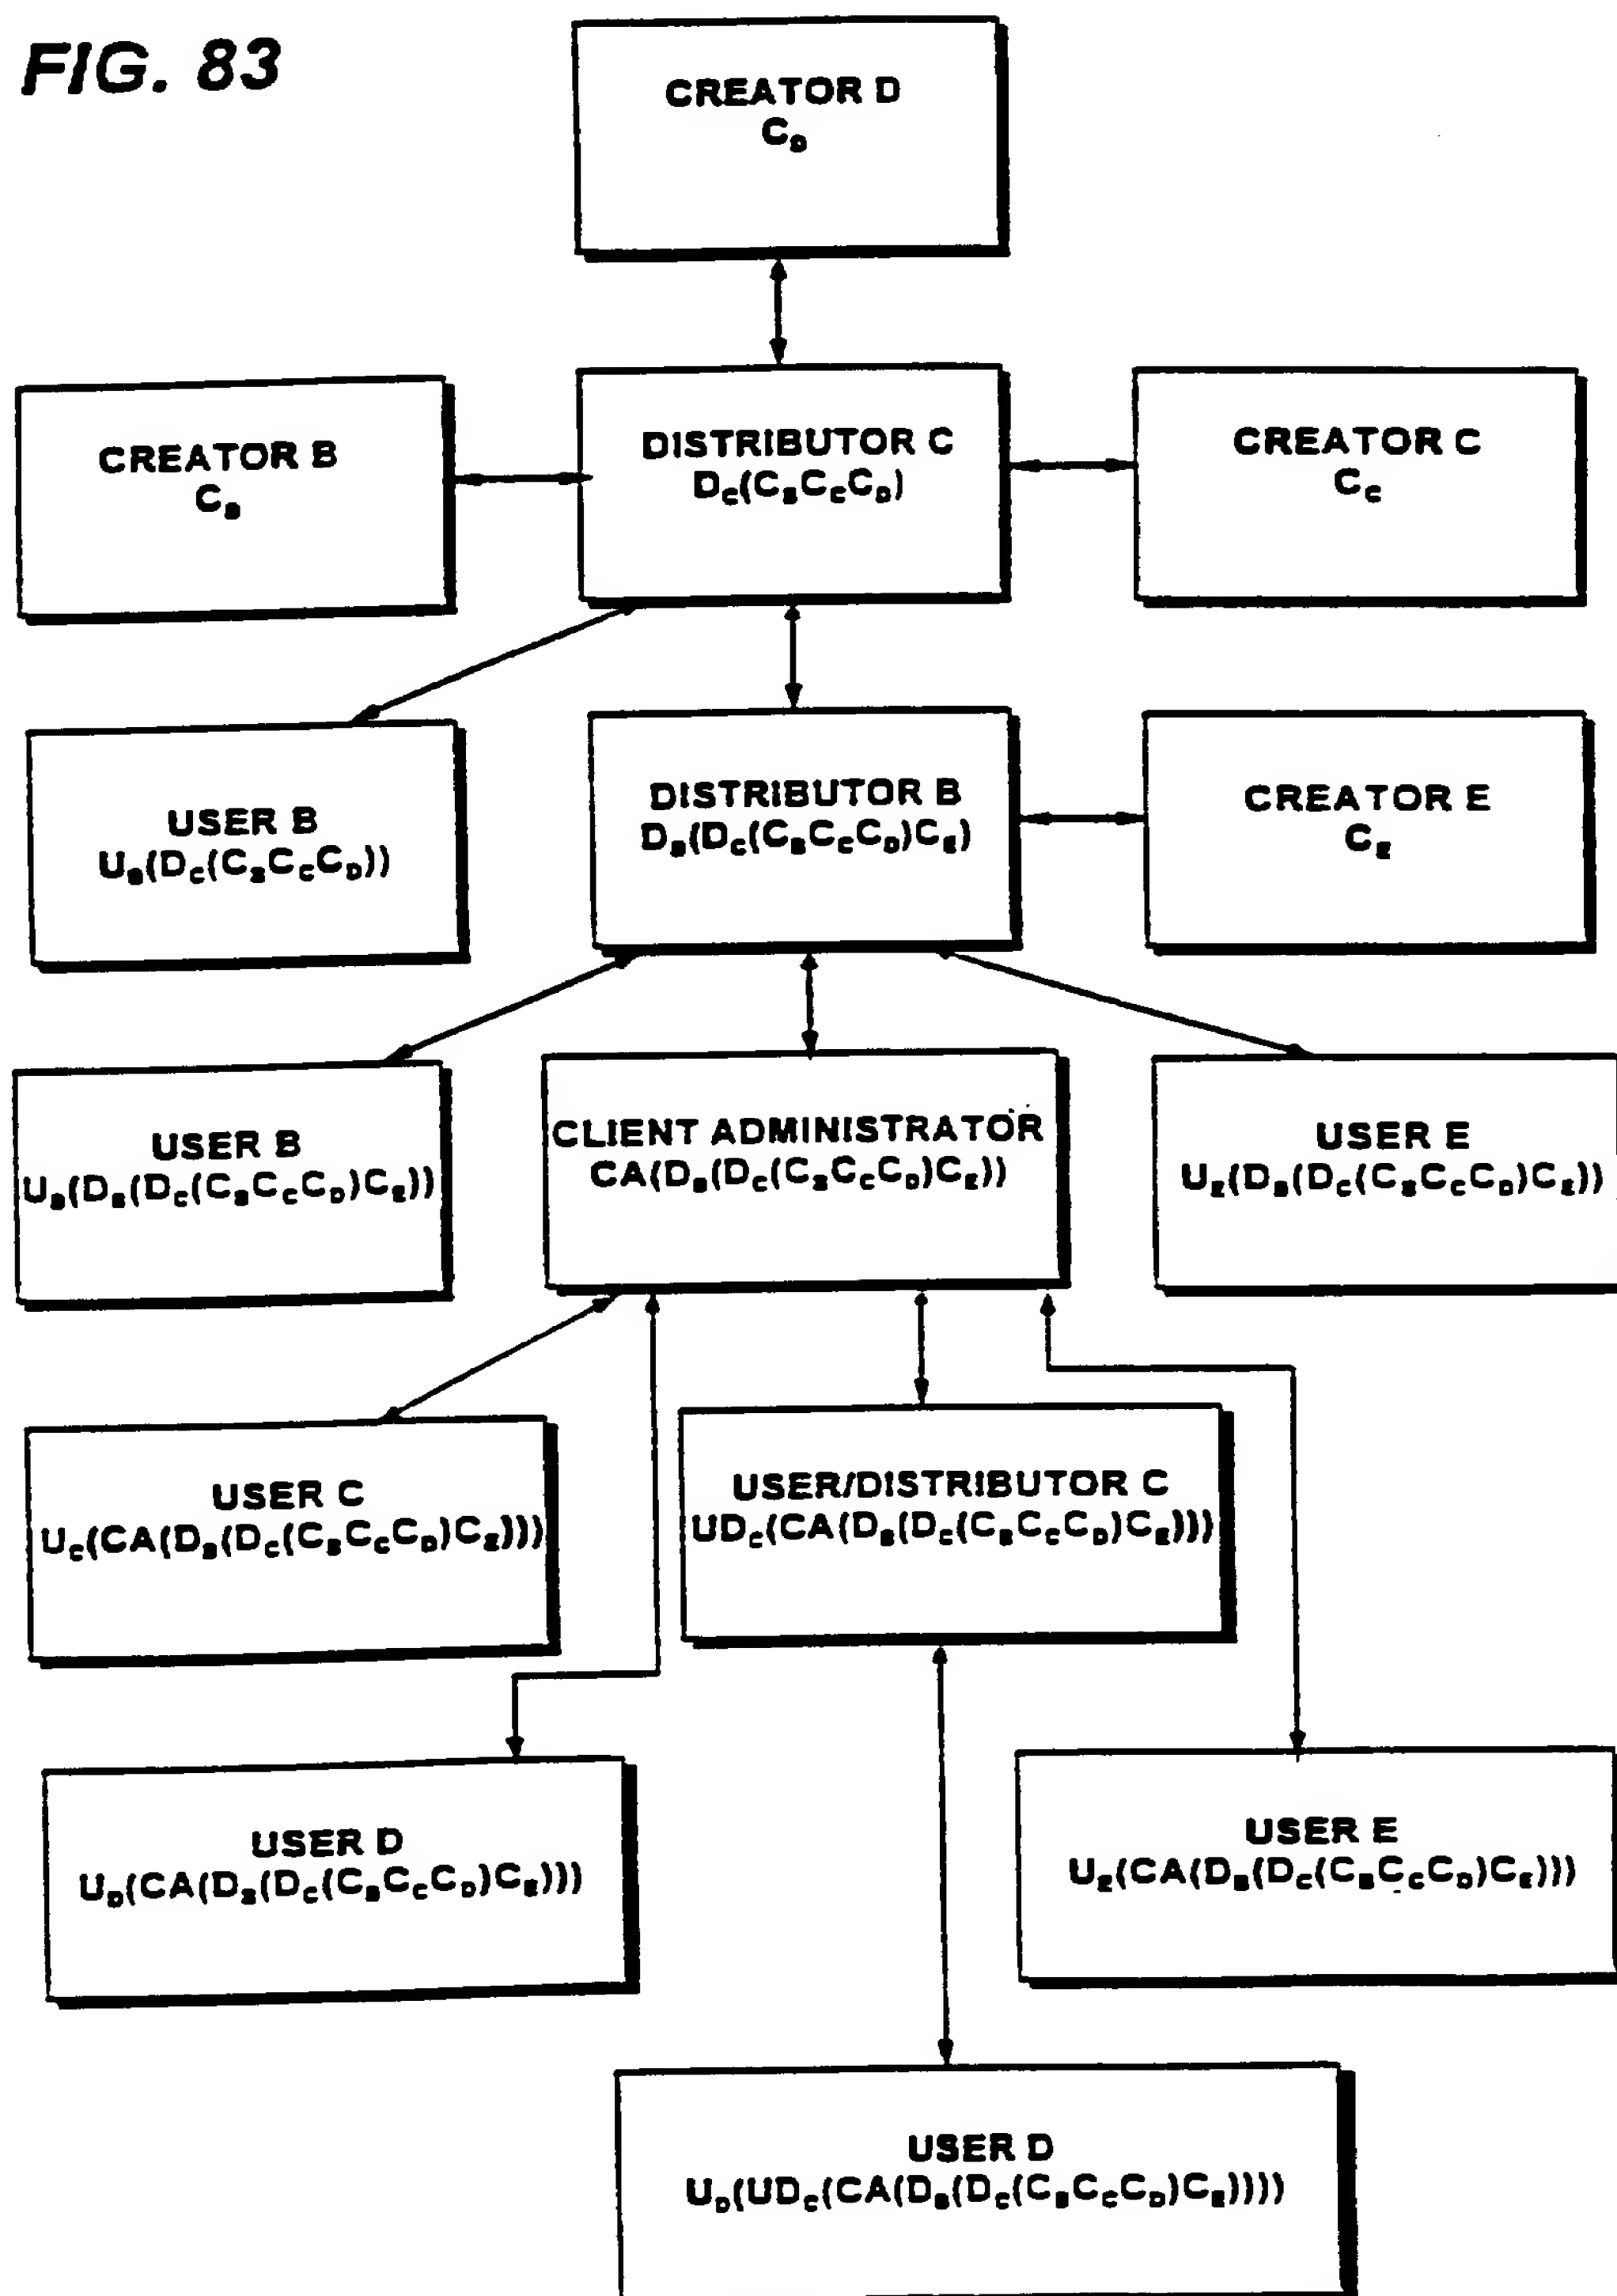 FIG. 83
CREATOR D
C_D
CREATOR B
C_B
DISTRIBUTOR C
D_C(C_BC_CC_D)
CREATOR C
C_C
USER B
U_B(D_C(C_BC_CC_D))
DISTRIBUTOR B
D_B(D_C(C_BC_CC_D)C_E)
CREATOR E
C_E
USER B
U_B(D_B(D_C(C_BC_CC_D)C_E))
CLIENT ADMINISTRATOR
CA(D_B(D_C(C_BC_CC_D)C_E))
USER E
U_E(D_B(D_C(C_BC_CC_D)C_E))
USER C
U_C(CA(D_B(D_C(C_BC_CC_D)C_E)))
USER/DISTRIBUTOR C
UD_C(CA(D_B(D_C(C_BC_CC_D)C_E)))
USER D
U_D(CA(D_B(D_C(C_BC_CC_D)C_E)))
USER E
U_E(CA(D_B(D_C(C_BC_CC_D)C_E)))
USER D
U_D(UD_C(CA(D_B(D_C(C_BC_CC_D)C_E))))